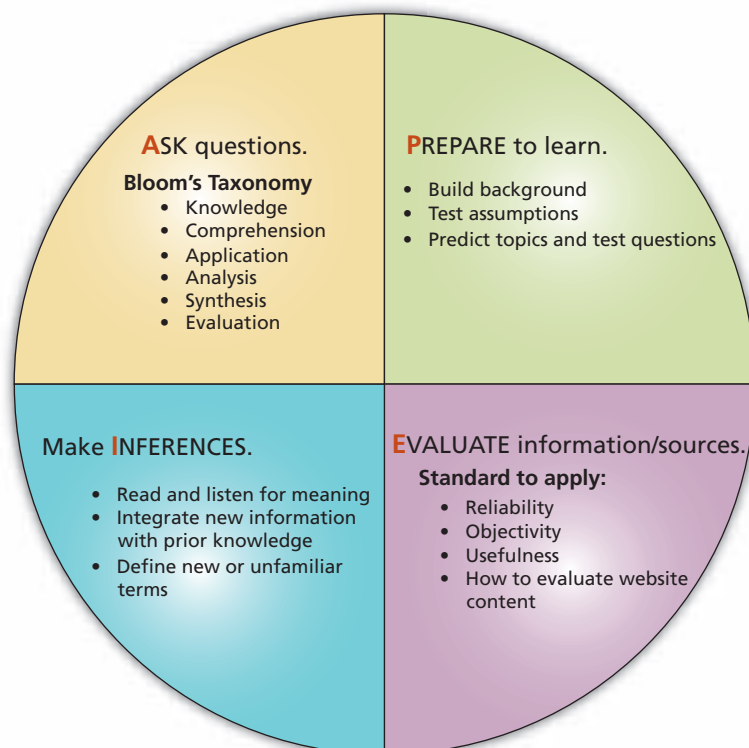 ASK questions.
Bloom's Taxonomy
• Knowledge
• Comprehension
• Application
• Analysis
• Synthesis
• Evaluation
PREPARE to learn.
• Build background
• Test assumptions
• Predict topics and test questions
Make INFERENCES.
• Read and listen for meaning
• Integrate new information
with prior knowledge
• Define new or unfamiliar
terms
EVALUATE information/sources.
Standard to apply:
• Reliability
• Objectivity
• Usefulness
• How to evaluate website
content